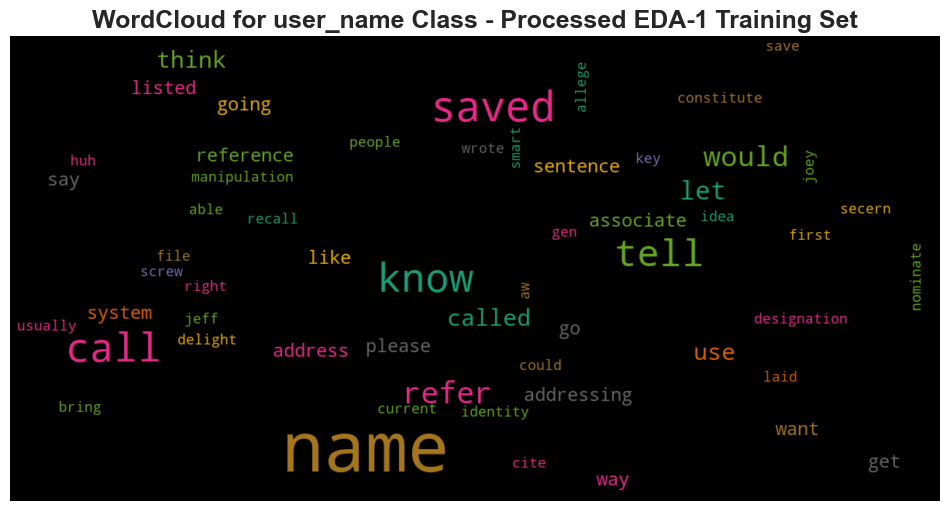 WordCloud for user_name Class - Processed EDA-1 Training Set
save
think
listed
going
saved
allege
constitute
people
wrote
smart
huh
say
reference
manipulation
sentence
key
would
joey
let
able
recall
associate
idea
secern
gen
first
file
screw
like
know
tell
right
aw
nominate
usually
system
jeff
delight
called
go
designation
call
address
please
use
could
laid
bring
refer
current
identity
addressing
want
name
cite
way
get